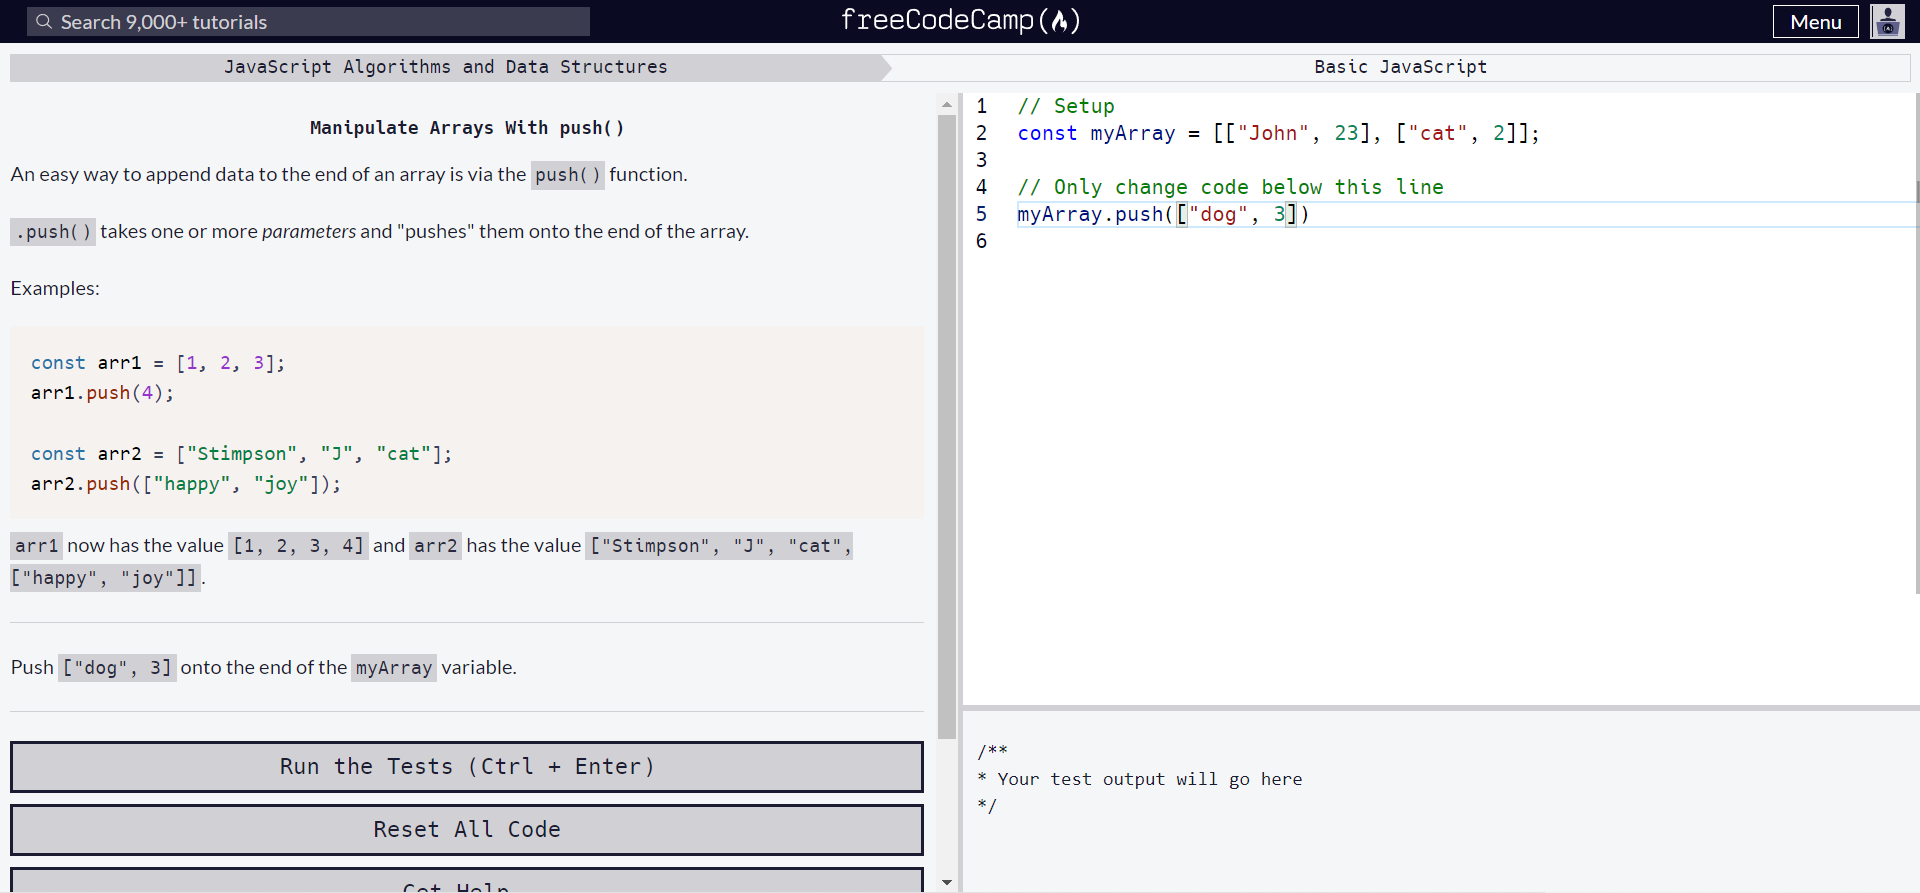 Search 9,000+ tutorials
freeCodeCamp(🔥)
Menu
JavaScript Algorithms and Data Structures
Basic JavaScript
Manipulate Arrays With push()
An easy way to append data to the end of an array is via the push() function.
.push() takes one or more parameters and "pushes" them onto the end of the array.
Examples:
const arr1 = [1, 2, 3];
arr1.push(4);
const arr2 = ["Stimpson", "J", "cat"];
arr2.push(["happy", "joy"]);
arr1 now has the value [1, 2, 3, 4] and arr2 has the value ["Stimpson", "J", "cat",
["happy", "joy"]].
Push ["dog", 3] onto the end of the myArray variable.
Run the Tests (Ctrl + Enter)
Reset All Code
Get Help
1 // Setup
2 const myArray = [["John", 23], ["cat", 2]];
3
4 // Only change code below this line
5 myArray.push(["dog", 3])
6
/**
* Your test output will go here
*/